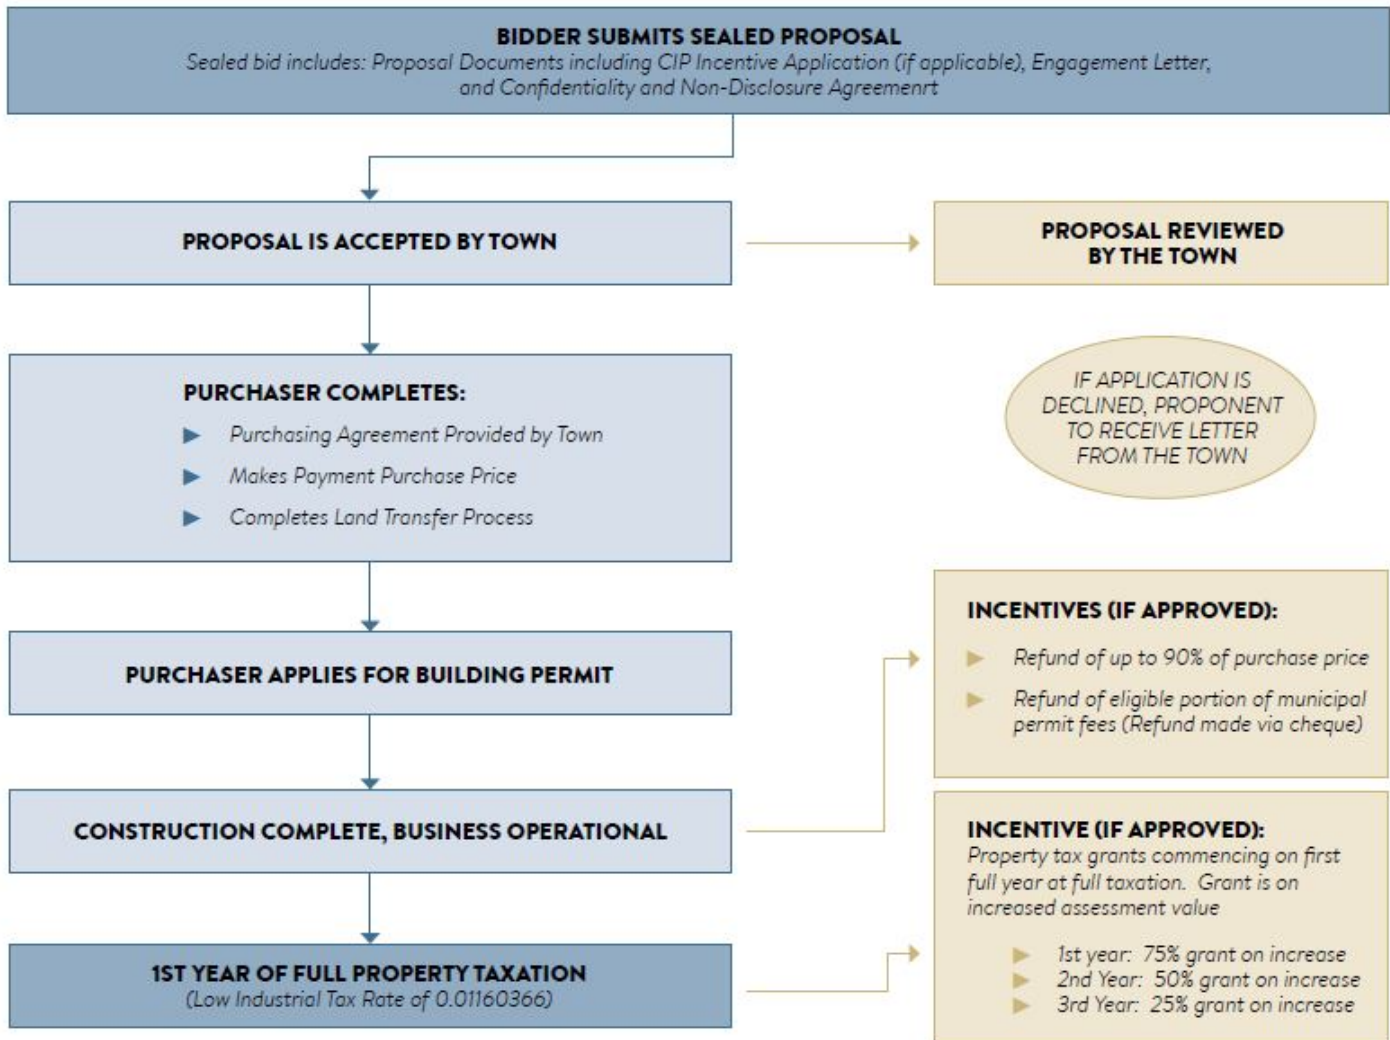 BIDDER SUBMITS SEALED PROPOSAL
Sealed bid includes: Proposal Documents including CIP Incentive Application (if applicable), Engagement Letter,
and Confidentiality and Non-Disclosure Agreemenrt
PROPOSAL IS ACCEPTED BY TOWN
PROPOSAL REVIEWED
BY THE TOWN
PURCHASER COMPLETES:
Purchasing Agreement Provided by Town
Makes Payment Purchase Price
Completes Land Transfer Process
IF APPLICATION IS
DECLINED, PROPONENT
TO RECEIVE LETTER
FROM THE TOWN
PURCHASER APPLIES FOR BUILDING PERMIT
INCENTIVES (IF APPROVED):
Refund of up to 90% of purchase price
Refund of eligible portion of municipal
permit fees (Refund made via cheque)
CONSTRUCTION COMPLETE, BUSINESS OPERATIONAL
INCENTIVE (IF APPROVED):
Property tax grants commencing on first
full year at full taxation. Grant is on
increased assessment value
1st year: 75% grant on increase
2nd Year: 50% grant on increase
3rd Year: 25% grant on increase
1ST YEAR OF FULL PROPERTY TAXATION
(Low Industrial Tax Rate of 0.01160366)